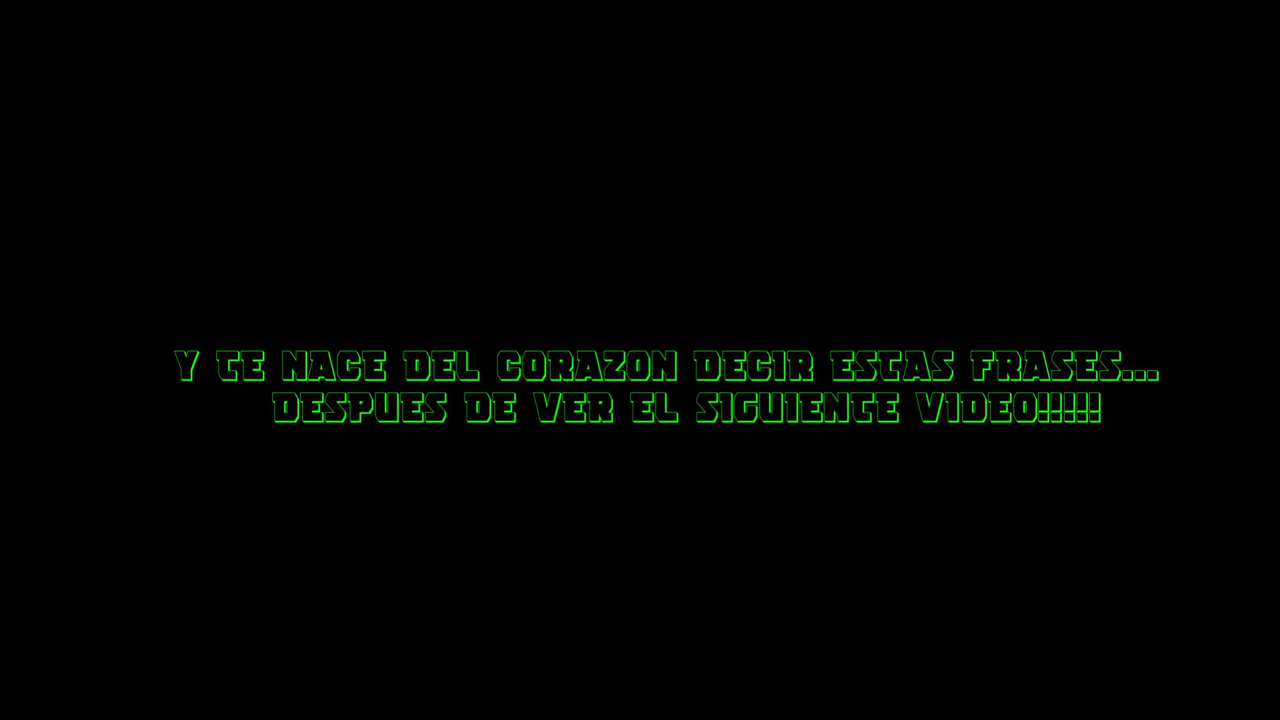 Y TE NACE DEL CORAZON DECIR ESTAS FRASES...
DESPUES DE VER EL SIGUIENTE VIDEO!!!!!